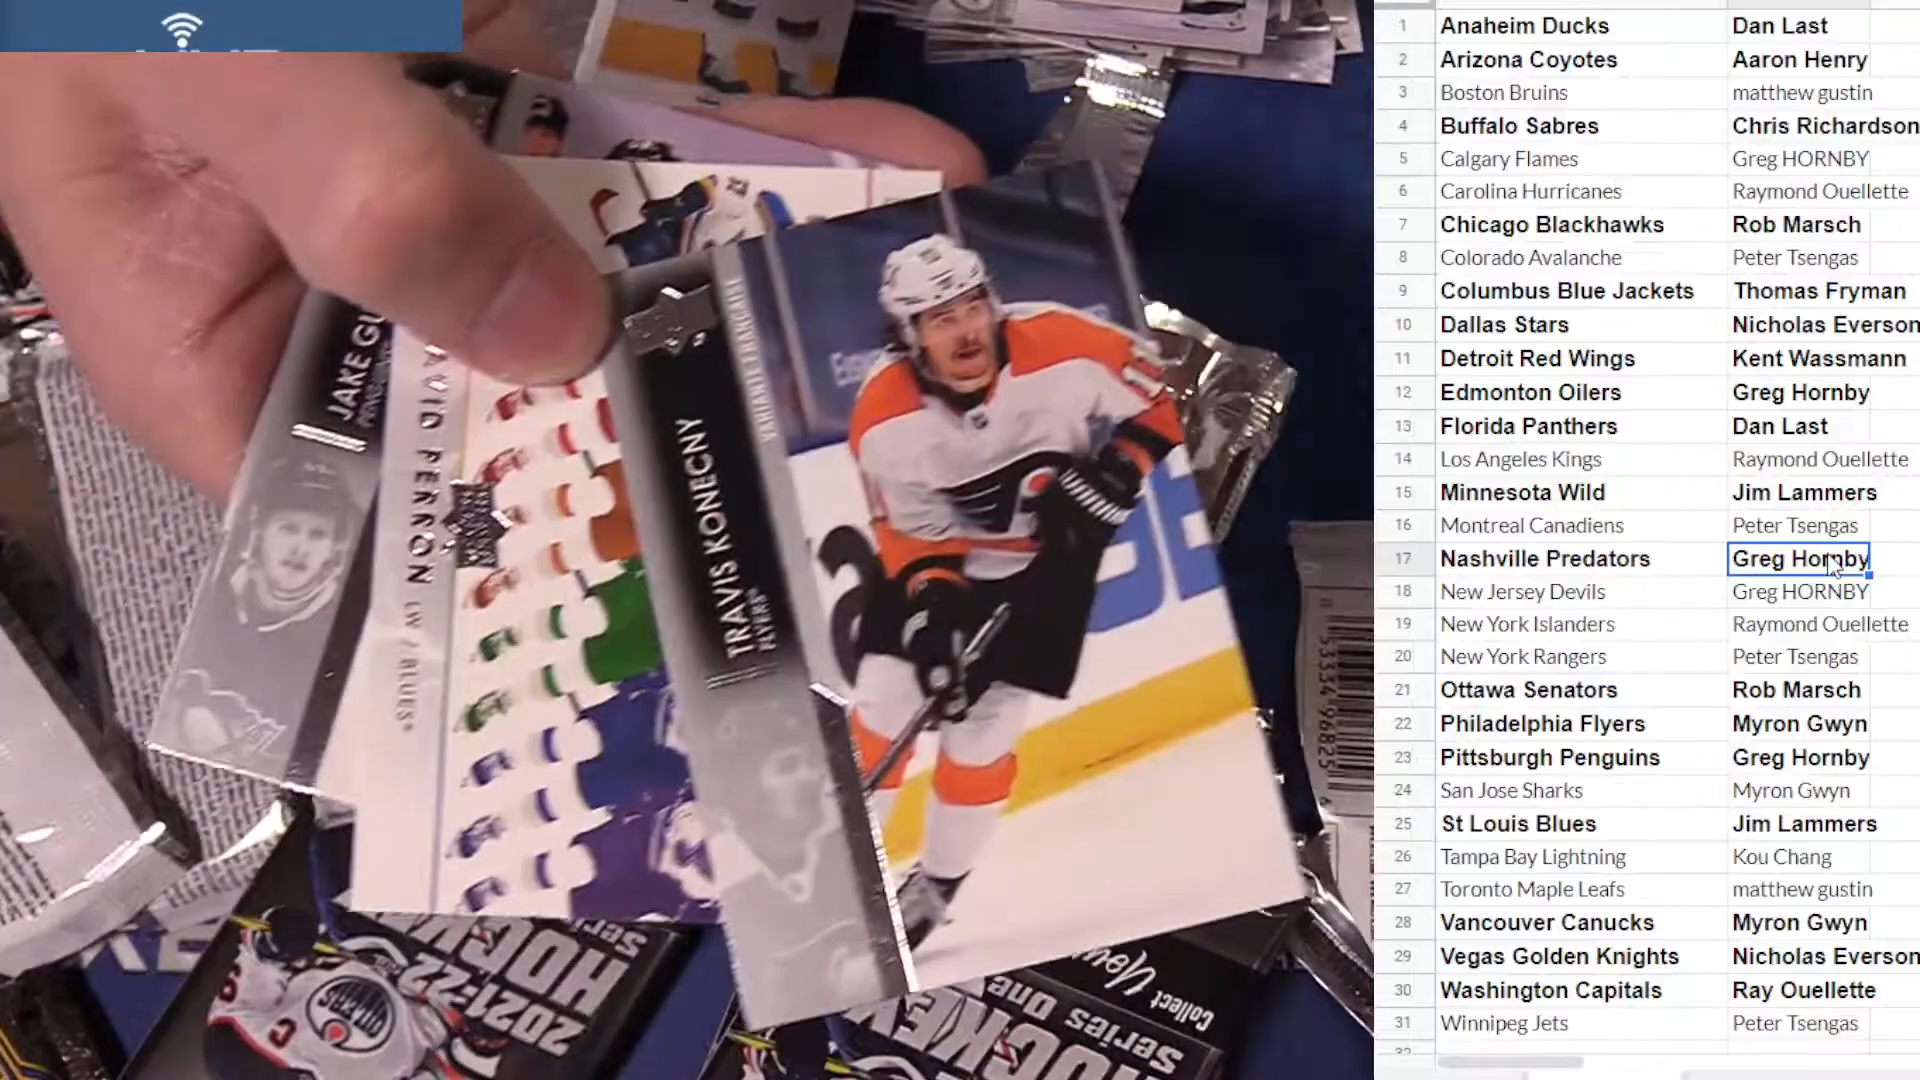 JAKE GU
DAVID PERRON
LW / BLUES
TRAVIS KONECNY
FLYERS
VARIANTE FRANÇAISE
2021-22
HOCKEY
HOCKEY
Series One
Collect
53334 96825
1 Anaheim Ducks Dan Last
2 Arizona Coyotes Aaron Henry
3 Boston Bruins matthew gustin
4 Buffalo Sabres Chris Richardson
5 Calgary Flames Greg HORNBY
6 Carolina Hurricanes Raymond Ouellette
7 Chicago Blackhawks Rob Marsch
8 Colorado Avalanche Peter Tsengas
9 Columbus Blue Jackets Thomas Fryman
10 Dallas Stars Nicholas Everson
11 Detroit Red Wings Kent Wassmann
12 Edmonton Oilers Greg Hornby
13 Florida Panthers Dan Last
14 Los Angeles Kings Raymond Ouellette
15 Minnesota Wild Jim Lammers
16 Montreal Canadiens Peter Tsengas
17 Nashville Predators Greg Hornby
18 New Jersey Devils Greg HORNBY
19 New York Islanders Raymond Ouellette
20 New York Rangers Peter Tsengas
21 Ottawa Senators Rob Marsch
22 Philadelphia Flyers Myron Gwyn
23 Pittsburgh Penguins Greg Hornby
24 San Jose Sharks Myron Gwyn
25 St Louis Blues Jim Lammers
26 Tampa Bay Lightning Kou Chang
27 Toronto Maple Leafs matthew gustin
28 Vancouver Canucks Myron Gwyn
29 Vegas Golden Knights Nicholas Everson
30 Washington Capitals Ray Ouellette
31 Winnipeg Jets Peter Tsengas